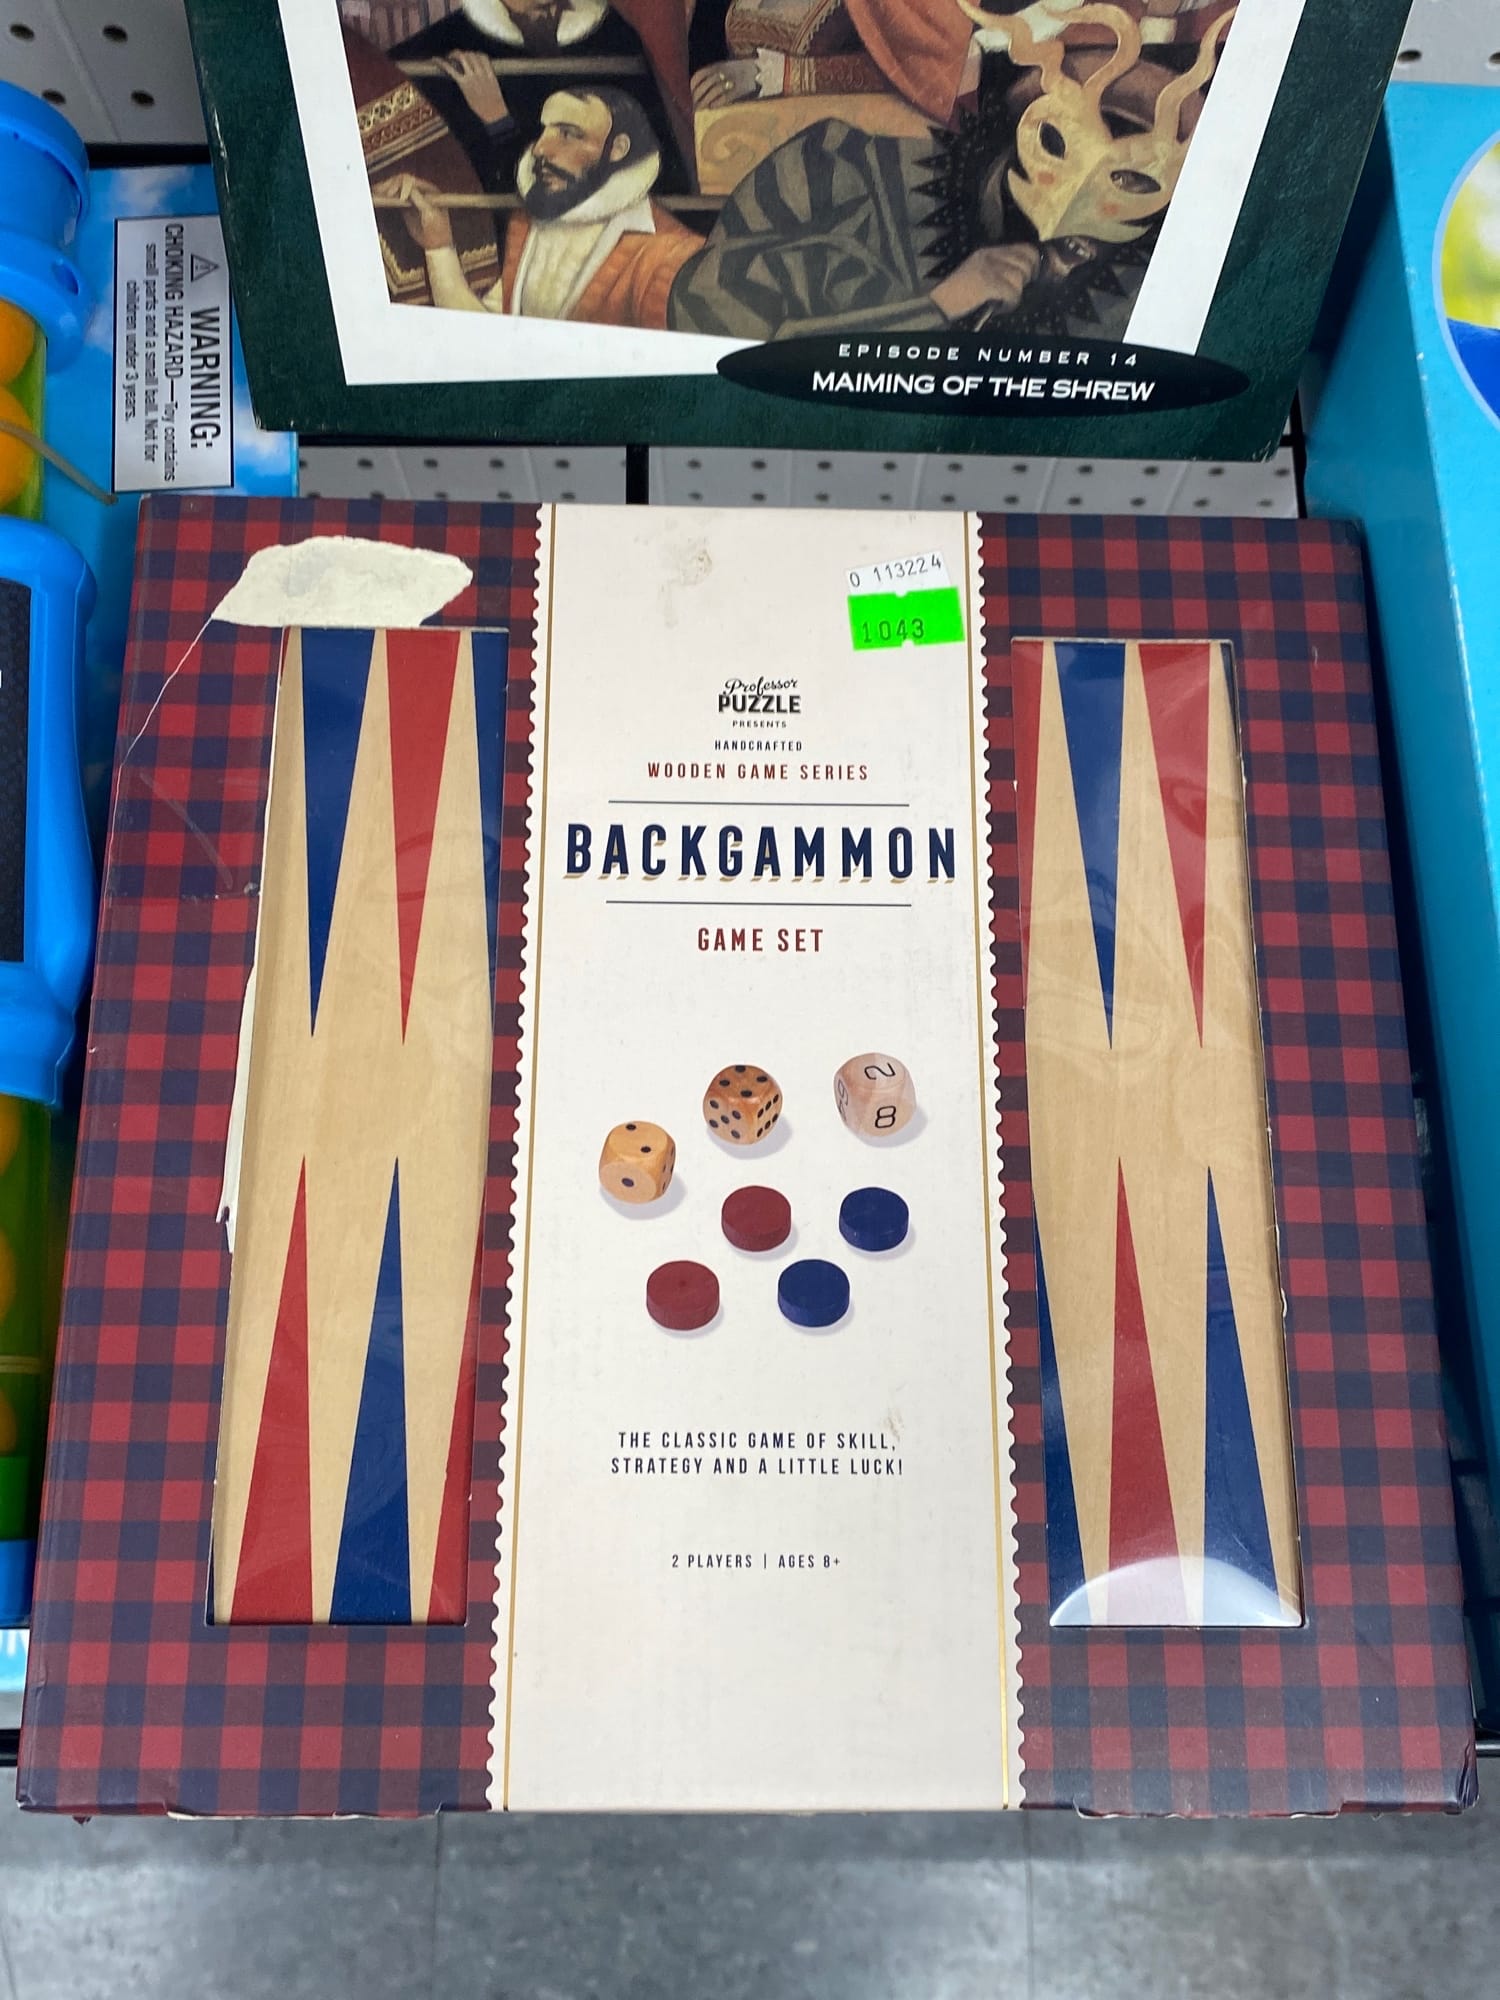 EPISODE NUMBER 14
MAIMING OF THE SHREW
WARNING:
CHOKING HAZARD—Toy contains
small parts and a small ball. Not for
children under 3 years.
0 113224
1043
Professor
PUZZLE
PRESENTS
HANDCRAFTED
WOODEN GAME SERIES
BACKGAMMON
GAME SET
2
8
THE CLASSIC GAME OF SKILL,
STRATEGY AND A LITTLE LUCK!
2 PLAYERS | AGES 8+